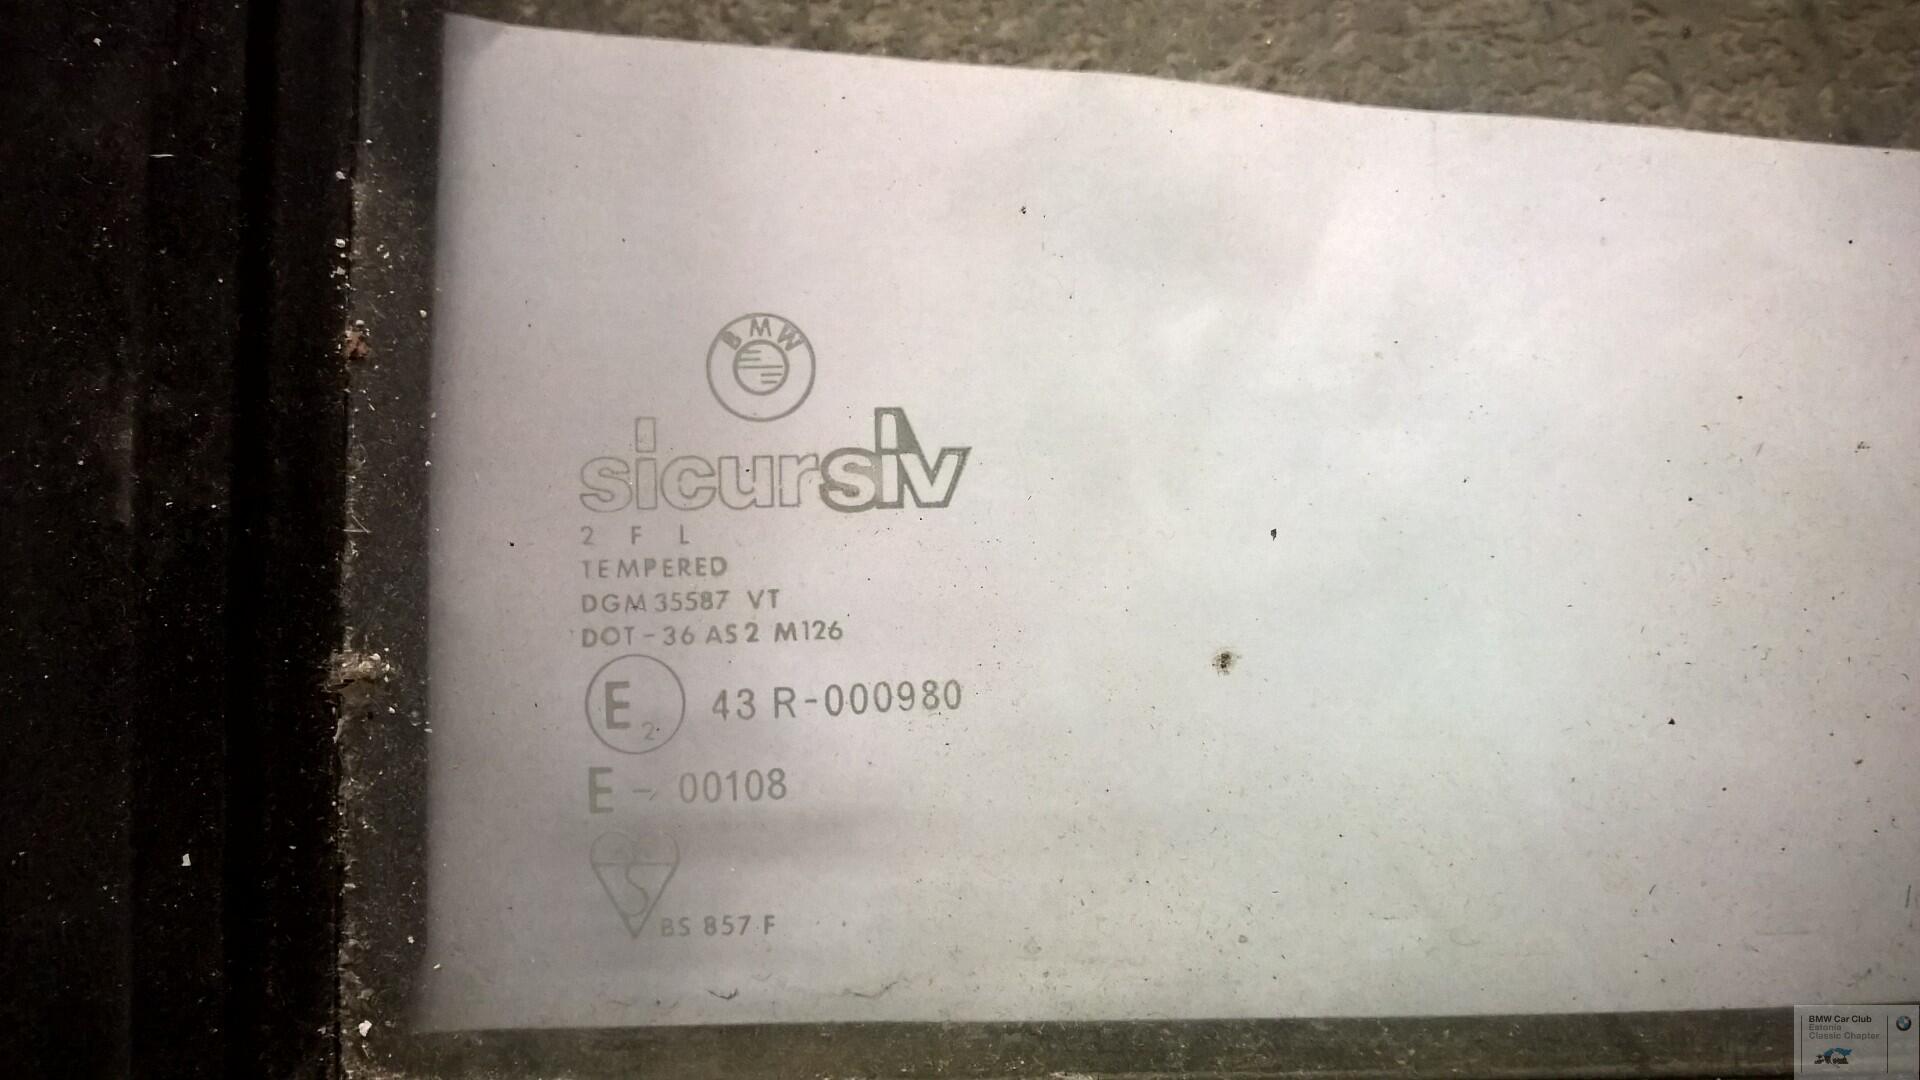 BMW
sicursiv
2 F L
TEMPERED
DGM 35587 VT
DOT-36 AS2 M126
E2 43 R-000980
E - 00108
BS 857 F
BMW Car Club
Estonia
Classic Chapter